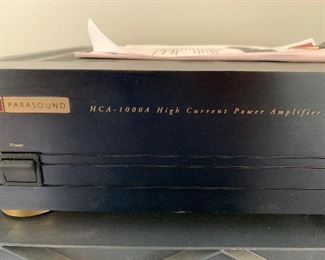 PARASOUND
HCA-1000A High Current Power Amplifier
Power